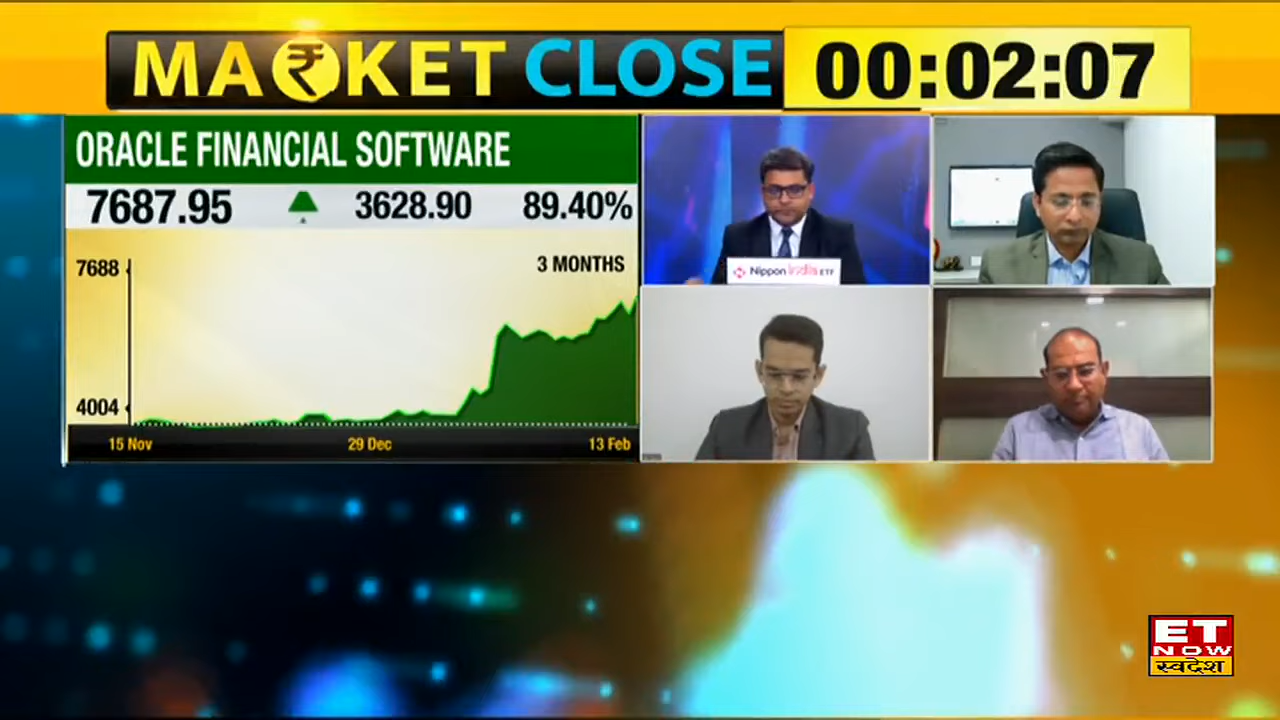 MA₹KET CLOSE 00:02:07
ORACLE FINANCIAL SOFTWARE
7687.95 3628.90 89.40%
3 MONTHS
7688
4004
15 Nov 29 Dec 13 Feb
Nippon india ETF
ET
NOW
स्वदेश